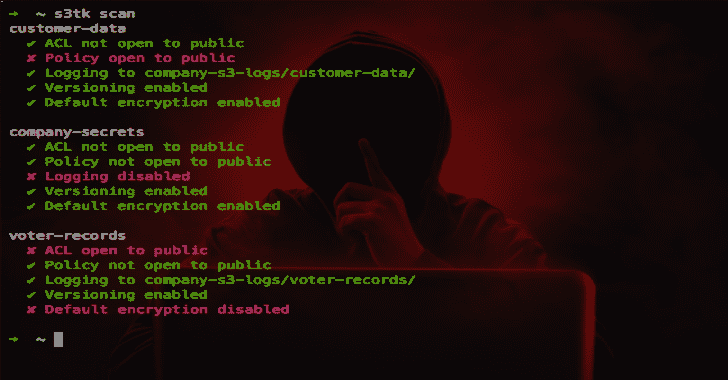 ➜ ~ s3tk scan
customer-data
✔ ACL not open to public
✘ Policy open to public
✔ Logging to company-s3-logs/customer-data/
✔ Versioning enabled
✔ Default encryption enabled
company-secrets
✔ ACL not open to public
✔ Policy not open to public
✘ Logging disabled
✔ Versioning enabled
✔ Default encryption enabled
voter-records
✘ ACL open to public
✔ Policy not open to public
✔ Logging to company-s3-logs/voter-records/
✔ Versioning enabled
✘ Default encryption disabled
➜ ~